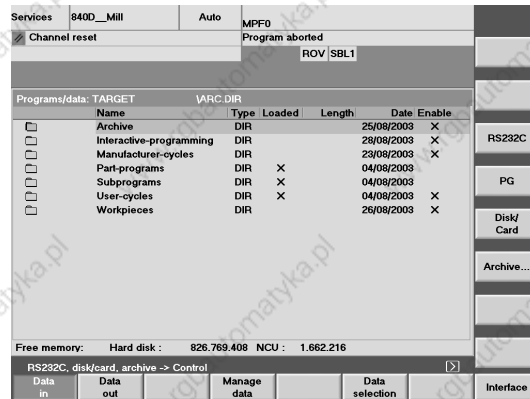 Services 840D__Mill Auto MPF0
Channel reset Program aborted
ROV SBL1
Programs/data: TARGET \ARC.DIR
Name Type Loaded Length Date Enable
Archive DIR 25/08/2003 X
Interactive-programming DIR 28/08/2003 X
Manufacturer-cycles DIR 23/08/2003 X
Part-programs DIR X 04/08/2003
Subprograms DIR 04/08/2003
User-cycles DIR X 04/08/2003 X
Workpieces DIR 26/08/2003 X
Free memory: Hard disk : 826.769.408 NCU : 1.662.216
RS232C, disk/card, archive -> Control
Data in
Data out
Manage data
Data selection
RS232C
PG
Disk/
Card
Archive...
Interface
www.rgbautomatyka.pl